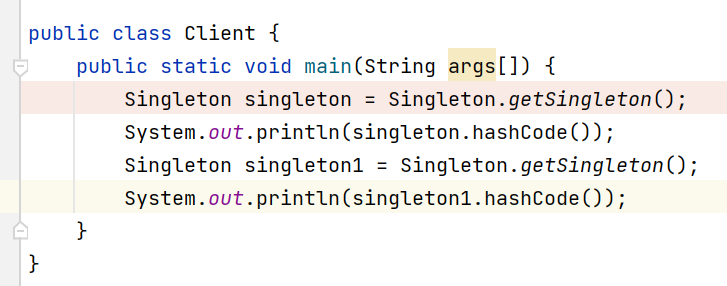 public class Client {
    public static void main(String args[]) {
        Singleton singleton = Singleton.getSingleton();
        System.out.println(singleton.hashCode());
        Singleton singleton1 = Singleton.getSingleton();
        System.out.println(singleton1.hashCode());
    }
}